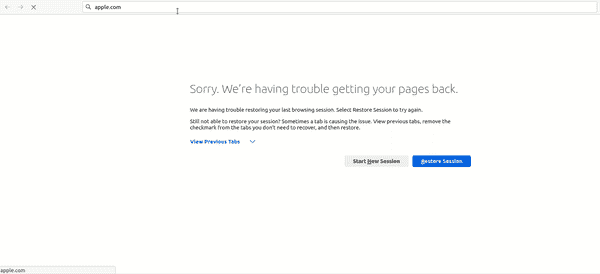 apple.com
Sorry. We're having trouble getting your pages back.
We are having trouble restoring your last browsing session. Select Restore Session to try again.
Still not able to restore your session? Sometimes a tab is causing the issue. View previous tabs, remove the
checkmark from the tabs you don't need to recover, and then restore.
View Previous Tabs
Start New Session Restore Session
apple.com